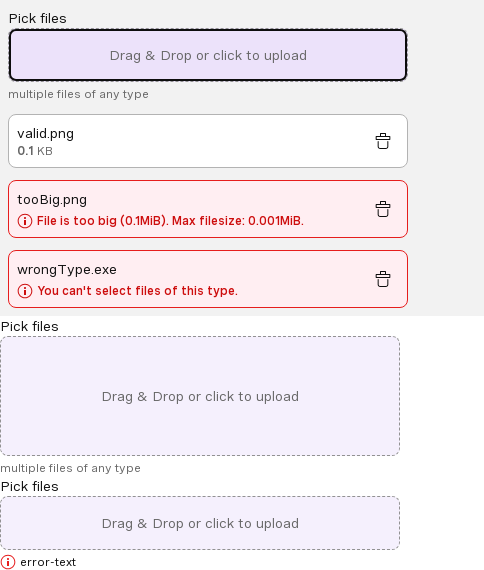 Pick files
Drag & Drop or click to upload
multiple files of any type
valid.png
0.1 KB
tooBig.png
File is too big (0.1MiB). Max filesize: 0.001MiB.
wrongType.exe
You can't select files of this type.
Pick files
Drag & Drop or click to upload
multiple files of any type
Pick files
Drag & Drop or click to upload
error-text